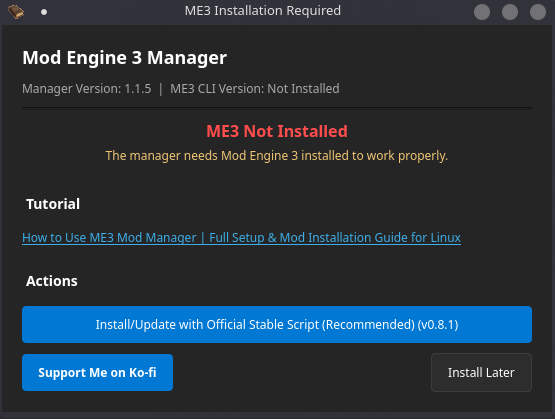 ME3 Installation Required
Mod Engine 3 Manager
Manager Version: 1.1.5 | ME3 CLI Version: Not Installed
ME3 Not Installed
The manager needs Mod Engine 3 installed to work properly.
Tutorial
How to Use ME3 Mod Manager | Full Setup & Mod Installation Guide for Linux
Actions
Install/Update with Official Stable Script (Recommended) (v0.8.1)
Support Me on Ko-fi
Install Later